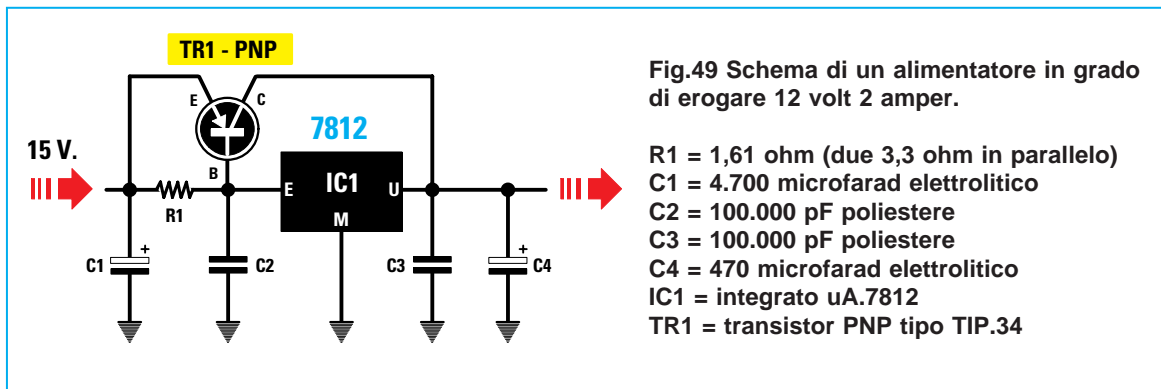 TR1 - PNP
E
C
7812
15 V.
B
E
IC1
U
R1
M
+
+
C1
C2
C3
C4
Fig.49 Schema di un alimentatore in grado
di erogare 12 volt 2 amper.
R1 = 1,61 ohm (due 3,3 ohm in parallelo)
C1 = 4.700 microfarad elettrolitico
C2 = 100.000 pF poliestere
C3 = 100.000 pF poliestere
C4 = 470 microfarad elettrolitico
IC1 = integrato uA.7812
TR1 = transistor PNP tipo TIP.34